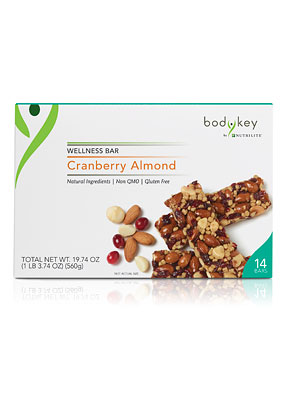 bodykey
by NUTRILITE
WELLNESS BAR
Cranberry Almond
Natural Ingredients | Non GMO | Gluten Free
TOTAL NET WT. 19.74 OZ
(1 LB 3.74 OZ) (560g)
14
BARS